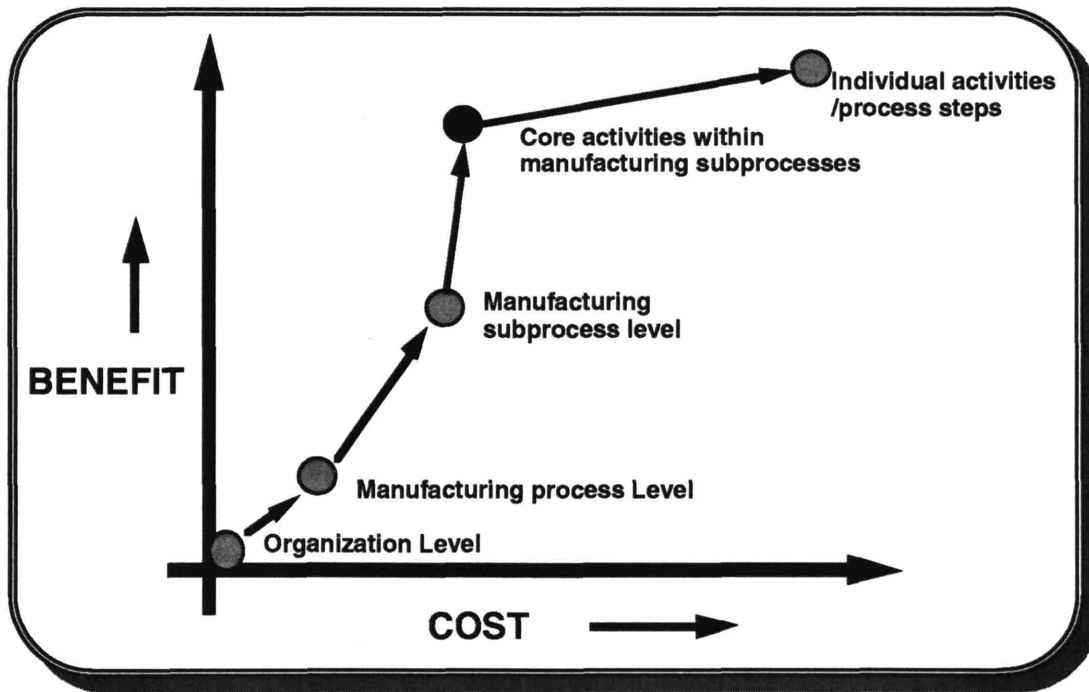 Individual activities
/process steps
Core activities within
manufacturing subprocesses
Manufacturing
subprocess level
BENEFIT
Manufacturing process Level
Organization Level
COST